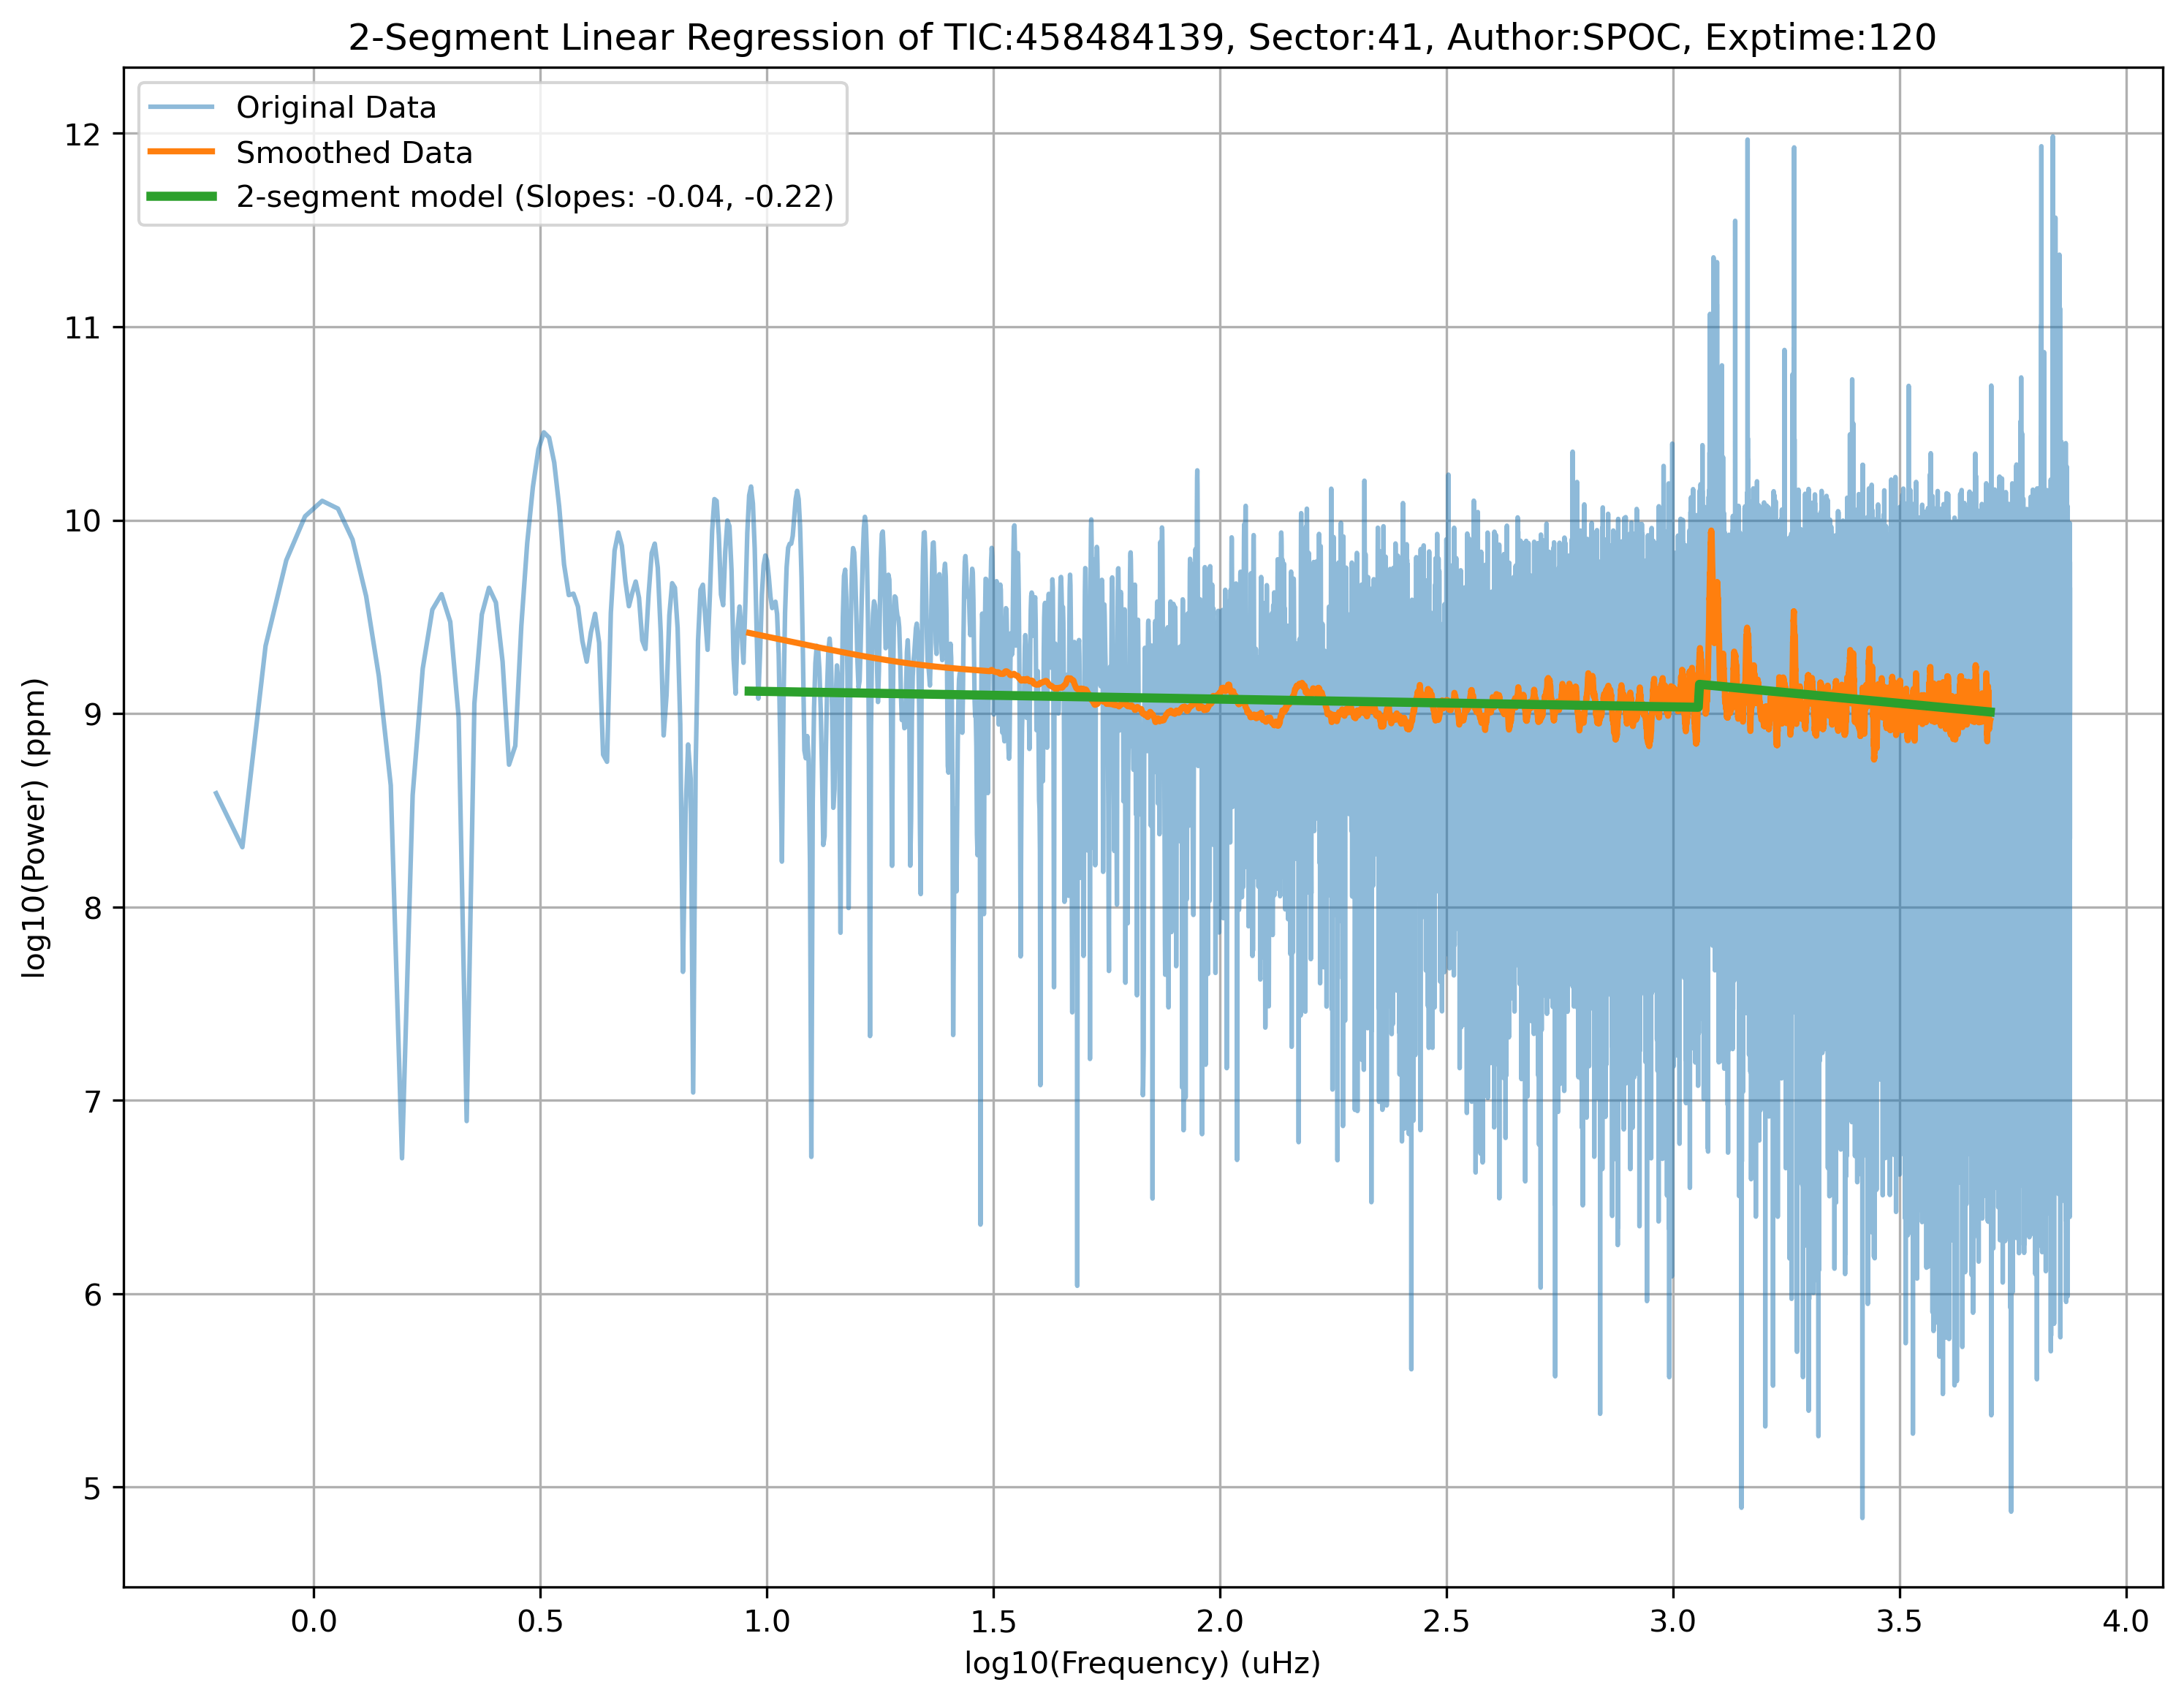 2-Segment Linear Regression of TIC:458484139, Sector:41, Author:SPOC, Exptime:120
Original Data
Smoothed Data
2-segment model (Slopes: -0.04, -0.22)
12
11
10
9
8
7
6
5
log10(Power) (ppm)
0.0 0.5 1.0 1.5 2.0 2.5 3.0 3.5 4.0
log10(Frequency) (uHz)